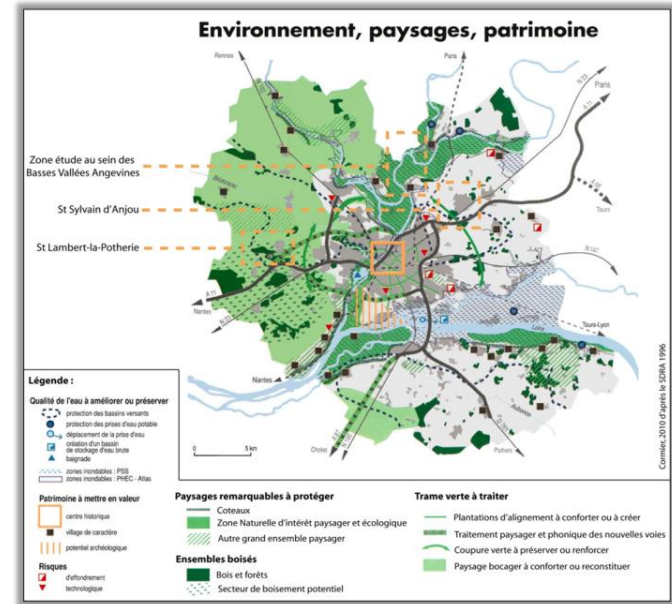 Environnement, paysages, patrimoine
Rennes
Paris
N 23
Paris
A 11
Zone étude au sein des
Basses Vallées Angevines
St Sylvain d'Anjou
St Lambert-la-Potherie
Tours
N 147
A 11
Nantes
N 23
Loire
Tours-Lyon
Nantes
Cholet
Aubance
Poitiers
0 5 km
Cormier, 2010 d'après le SDRA 1996
Légende :
Qualité de l'eau à améliorer ou préserver
protection des bassins versants
protection des prises d'eau potable
déplacement de la prise d'eau
création d'un bassin
de stockage d'eau brute
baignade
zones inondables : PSS
zones inondables : PHEC - Atlas
Patrimoine à mettre en valeur
centre historique
village de caractère
potentiel archéologique
Risques
d'effondrement
technologique
Paysages remarquables à protéger
Coteaux
Zone Naturelle d'intérêt paysager et écologique
Autre grand ensemble paysager
Ensembles boisés
Bois et forêts
Secteur de boisement potentiel
Trame verte à traiter
Plantations d'alignement à conforter ou à créer
Traitement paysager et phonique des nouvelles voies
Coupure verte à préserver ou renforcer
Paysage bocager à conforter ou reconstituer